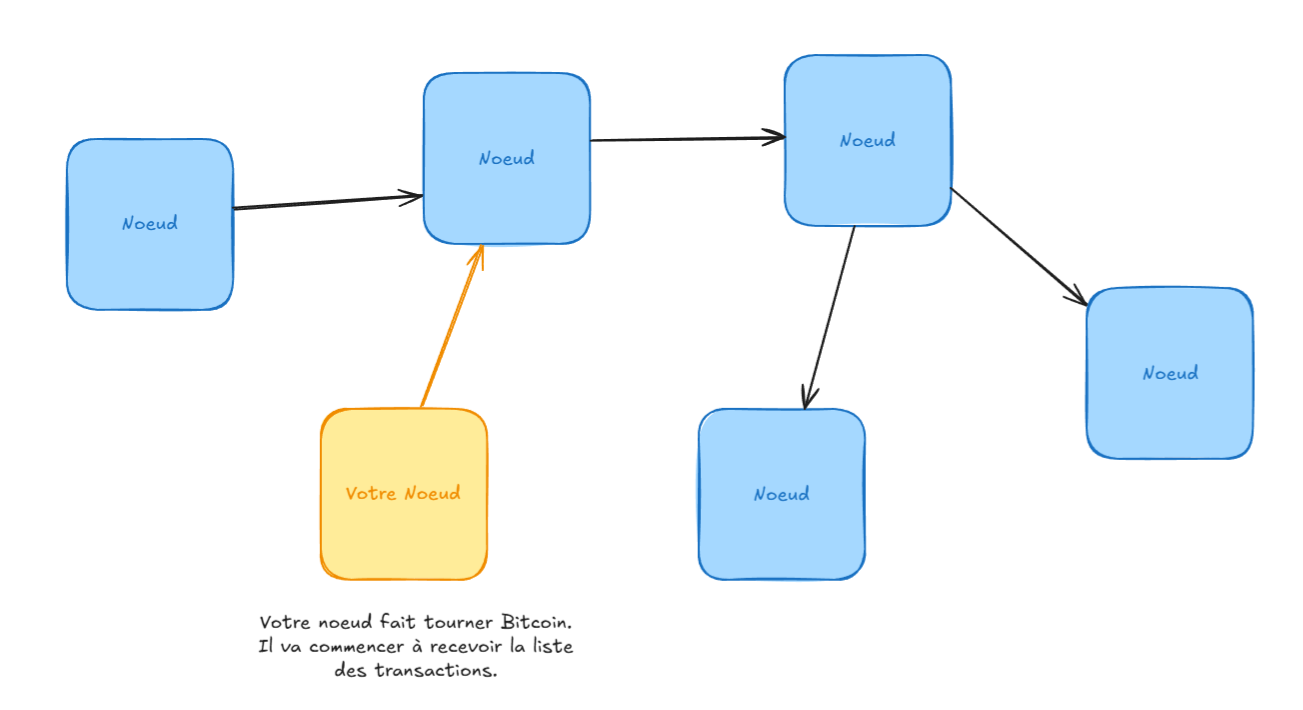 Noeud
Noeud
Noeud
Noeud
Votre Noeud
Noeud
Votre noeud fait tourner Bitcoin.
Il va commencer à recevoir la liste
des transactions.